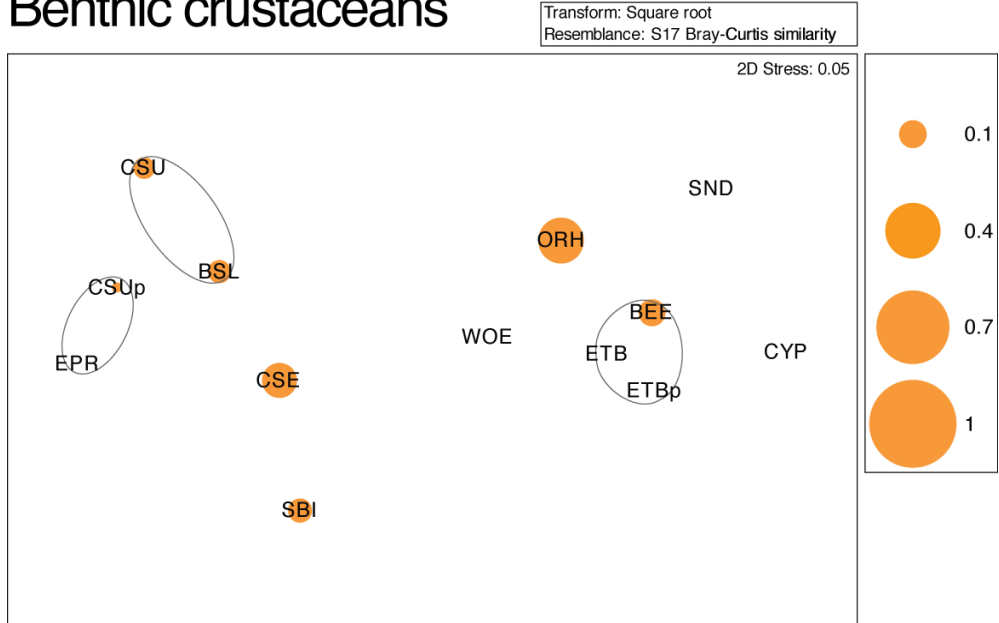 Benthic crustaceans
Transform: Square root
Resemblance: S17 Bray-Curtis similarity
2D Stress: 0.05
CSU
SND
ORH
BSL
CSUp
BEE
WOE
ETB
CYP
EPR
CSE
ETBp
SBI
0.1
0.4
0.7
1